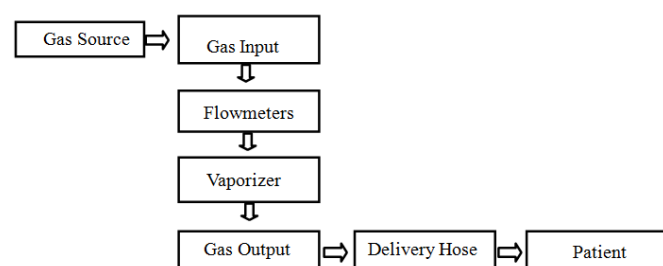 Gas Source
Gas Input
Flowmeters
Vaporizer
Gas Output
Delivery Hose
Patient